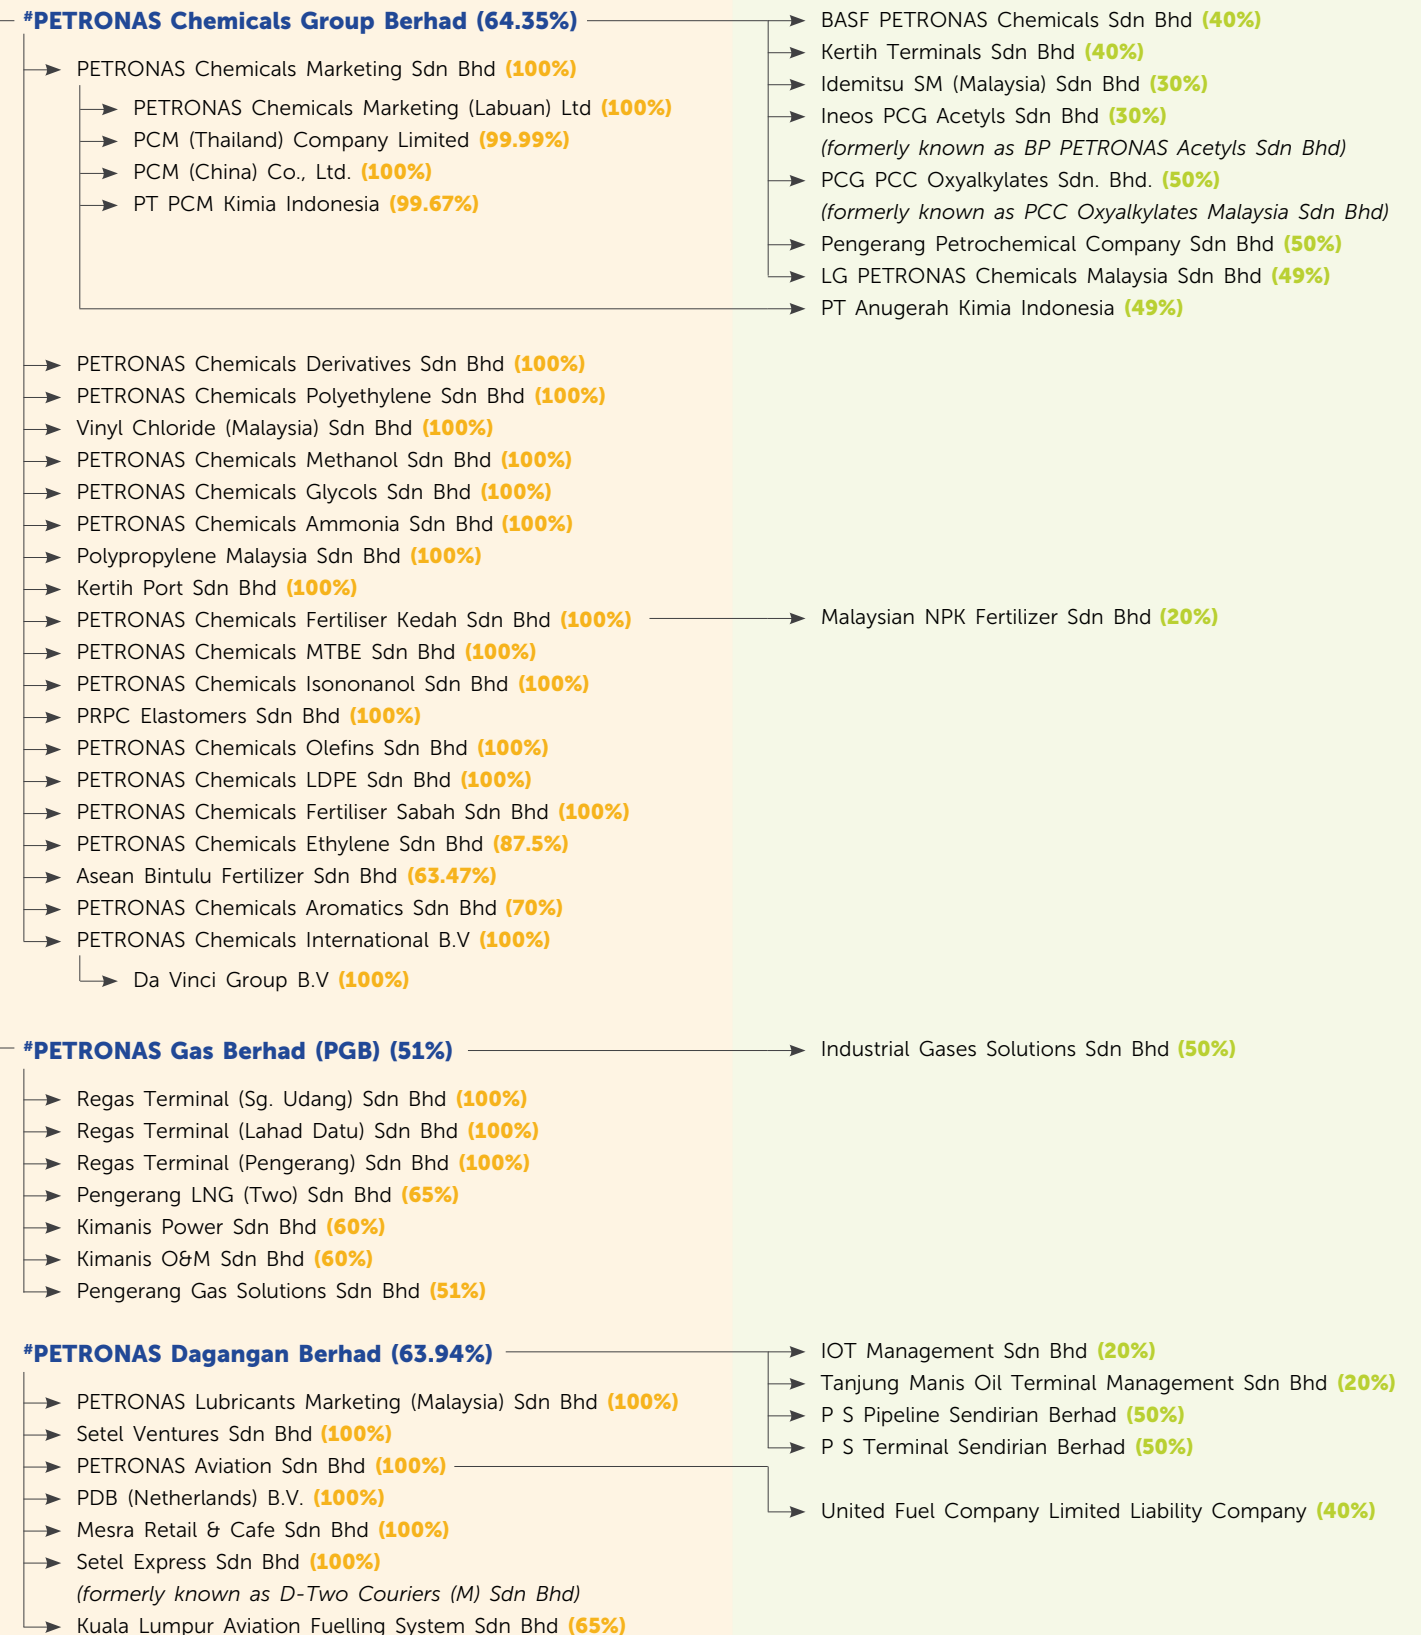 #PETRONAS Chemicals Group Berhad (64.35%)
PETRONAS Chemicals Marketing Sdn Bhd (100%)
PETRONAS Chemicals Marketing (Labuan) Ltd (100%)
PCM (Thailand) Company Limited (99.99%)
PCM (China) Co., Ltd. (100%)
PT PCM Kimia Indonesia (99.67%)
BASF PETRONAS Chemicals Sdn Bhd (40%)
Kertih Terminals Sdn Bhd (40%)
Idemitsu SM (Malaysia) Sdn Bhd (30%)
Ineos PCG Acetyls Sdn Bhd (30%)
(formerly known as BP PETRONAS Acetyls Sdn Bhd)
PCG PCC Oxyalkylates Sdn. Bhd. (50%)
(formerly known as PCC Oxyalkylates Malaysia Sdn Bhd)
Pengerang Petrochemical Company Sdn Bhd (50%)
LG PETRONAS Chemicals Malaysia Sdn Bhd (49%)
PT Anugerah Kimia Indonesia (49%)
PETRONAS Chemicals Derivatives Sdn Bhd (100%)
PETRONAS Chemicals Polyethylene Sdn Bhd (100%)
Vinyl Chloride (Malaysia) Sdn Bhd (100%)
PETRONAS Chemicals Methanol Sdn Bhd (100%)
PETRONAS Chemicals Glycols Sdn Bhd (100%)
PETRONAS Chemicals Ammonia Sdn Bhd (100%)
Polypropylene Malaysia Sdn Bhd (100%)
Kertih Port Sdn Bhd (100%)
PETRONAS Chemicals Fertiliser Kedah Sdn Bhd (100%)
Malaysian NPK Fertilizer Sdn Bhd (20%)
PETRONAS Chemicals MTBE Sdn Bhd (100%)
PETRONAS Chemicals Isononanol Sdn Bhd (100%)
PRPC Elastomers Sdn Bhd (100%)
PETRONAS Chemicals Olefins Sdn Bhd (100%)
PETRONAS Chemicals LDPE Sdn Bhd (100%)
PETRONAS Chemicals Fertiliser Sabah Sdn Bhd (100%)
PETRONAS Chemicals Ethylene Sdn Bhd (87.5%)
Asean Bintulu Fertilizer Sdn Bhd (63.47%)
PETRONAS Chemicals Aromatics Sdn Bhd (70%)
PETRONAS Chemicals International B.V (100%)
Da Vinci Group B.V (100%)
#PETRONAS Gas Berhad (PGB) (51%)
Industrial Gases Solutions Sdn Bhd (50%)
Regas Terminal (Sg. Udang) Sdn Bhd (100%)
Regas Terminal (Lahad Datu) Sdn Bhd (100%)
Regas Terminal (Pengerang) Sdn Bhd (100%)
Pengerang LNG (Two) Sdn Bhd (65%)
Kimanis Power Sdn Bhd (60%)
Kimanis O&M Sdn Bhd (60%)
Pengerang Gas Solutions Sdn Bhd (51%)
#PETRONAS Dagangan Berhad (63.94%)
PETRONAS Lubricants Marketing (Malaysia) Sdn Bhd (100%)
Setel Ventures Sdn Bhd (100%)
PETRONAS Aviation Sdn Bhd (100%)
PDB (Netherlands) B.V. (100%)
Mesra Retail & Cafe Sdn Bhd (100%)
Setel Express Sdn Bhd (100%)
(formerly known as D-Two Couriers (M) Sdn Bhd)
Kuala Lumpur Aviation Fuelling System Sdn Bhd (65%)
IOT Management Sdn Bhd (20%)
Tanjung Manis Oil Terminal Management Sdn Bhd (20%)
P S Pipeline Sendirian Berhad (50%)
P S Terminal Sendirian Berhad (50%)
United Fuel Company Limited Liability Company (40%)